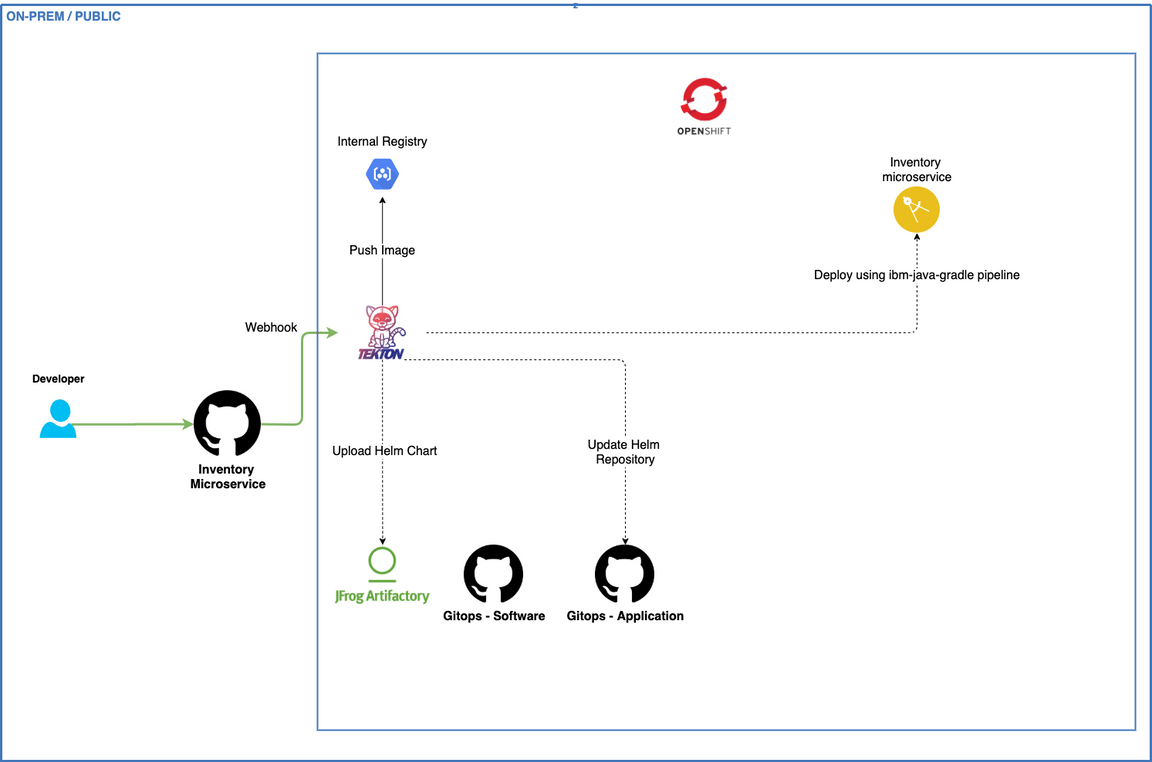 ON-PREM / PUBLIC
OPENSHIFT
Internal Registry
Inventory
microservice
Push Image
Deploy using ibm-java-gradle pipeline
Webhook
TEKTON
Developer
Upload Helm Chart
Update Helm
Repository
Inventory
Microservice
JFrog Artifactory
Gitops - Software
Gitops - Application